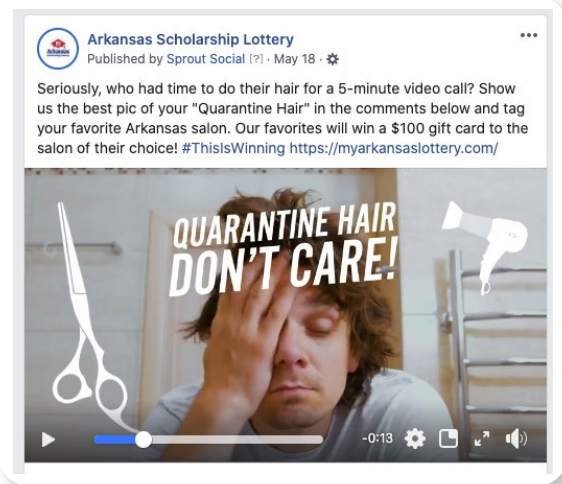 Arkansas Scholarship Lottery
Published by Sprout Social [?] · May 18 ·
Seriously, who had time to do their hair for a 5-minute video call? Show
us the best pic of your "Quarantine Hair" in the comments below and tag
your favorite Arkansas salon. Our favorites will win a $100 gift card to the
salon of their choice! #ThisIsWinning https://myarkansaslottery.com/
QUARANTINE HAIR
DON'T CARE!
-0:13